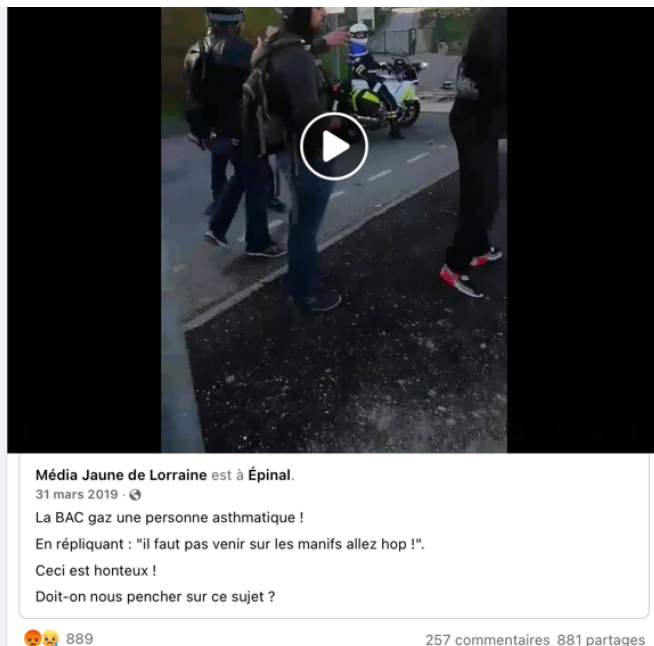 Média Jaune de Lorraine est à Épinal.
31 mars 2019 ·
La BAC gaz une personne asthmatique !
En répliquant : "il faut pas venir sur les manifs allez hop !".
Ceci est honteux !
Doit-on nous pencher sur ce sujet ?
889
257 commentaires 881 partages